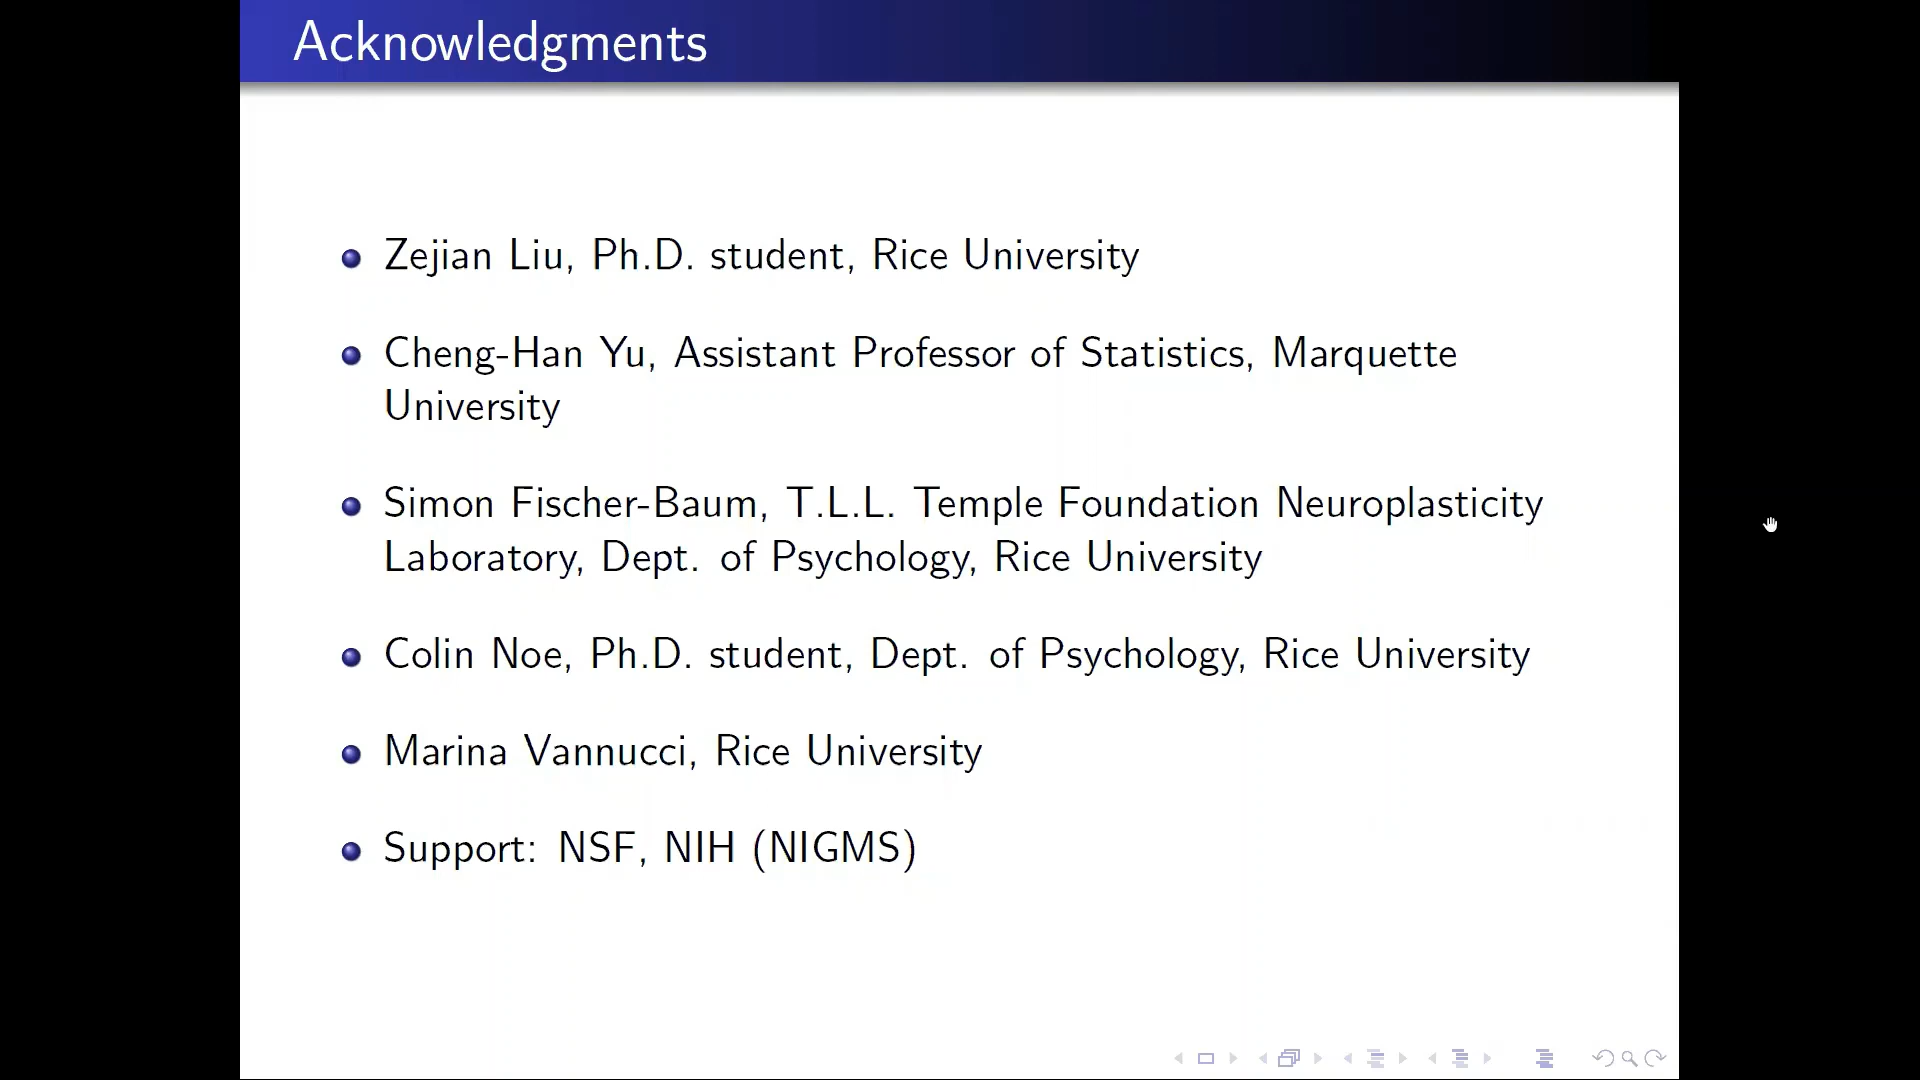 Acknowledgments
Zejian Liu, Ph.D. student, Rice University
Cheng-Han Yu, Assistant Professor of Statistics, Marquette
University
Simon Fischer-Baum, T.L.L. Temple Foundation Neuroplasticity
Laboratory, Dept. of Psychology, Rice University
Colin Noe, Ph.D. student, Dept. of Psychology, Rice University
Marina Vannucci, Rice University
Support: NSF, NIH (NIGMS)